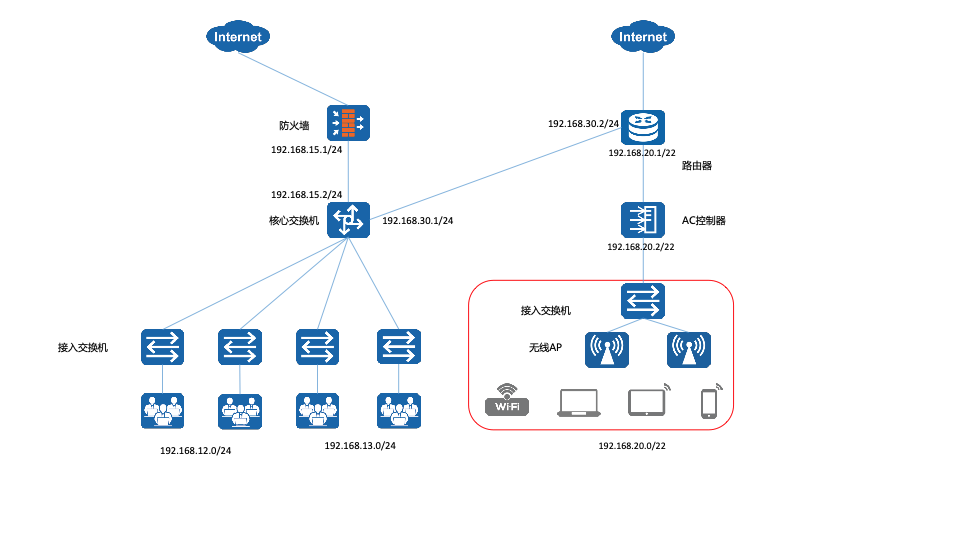 Internet
Internet
防火墙
192.168.15.1/24
192.168.30.2/24
192.168.20.1/22
路由器
192.168.15.2/24
核心交换机
192.168.30.1/24
AC控制器
192.168.20.2/22
接入交换机
接入交换机
无线AP
Wi-Fi
192.168.12.0/24
192.168.13.0/24
192.168.20.0/22